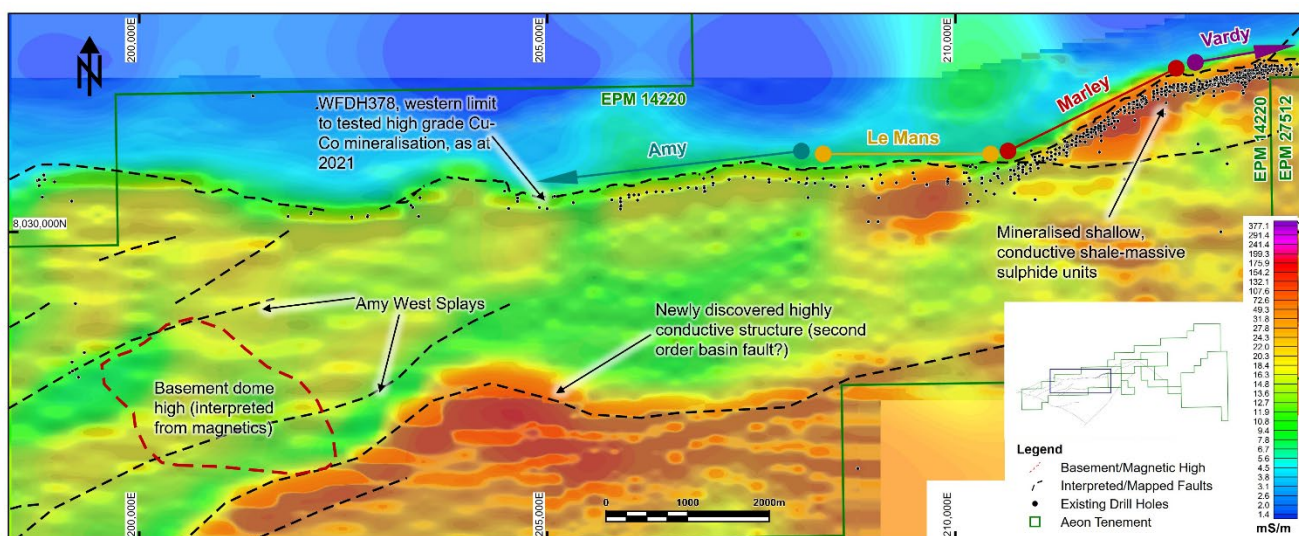 200,000E
205,000E
210,000E
N
Vardy
EPM 14220
.WFDH378, western limit
to tested high grade Cu-
Co mineralisation, as at
2021
Marley
Le Mans
Amy
EPM 14220
EPM 27512
8,030,000N
Mineralised shallow,
conductive shale-massive
sulphide units
Amy West Splays
Newly discovered highly
conductive structure (second
order basin fault?)
Basement dome
high (interpreted
from magnetics)
377.1
291.4
241.4
199.3
175.9
154.2
132.1
107.6
72.6
49.3
31.8
27.8
24.3
22.0
20.3
18.4
16.3
14.8
13.6
12.7
11.9
10.8
9.4
7.8
6.7
5.6
4.5
3.8
3.1
2.6
2.0
1.4
mS/m
Legend
Basement/Magnetic High
Interpreted/Mapped Faults
Existing Drill Holes
Aeon Tenement
0 1000 2000m
200,000E
205,000E
210,000E